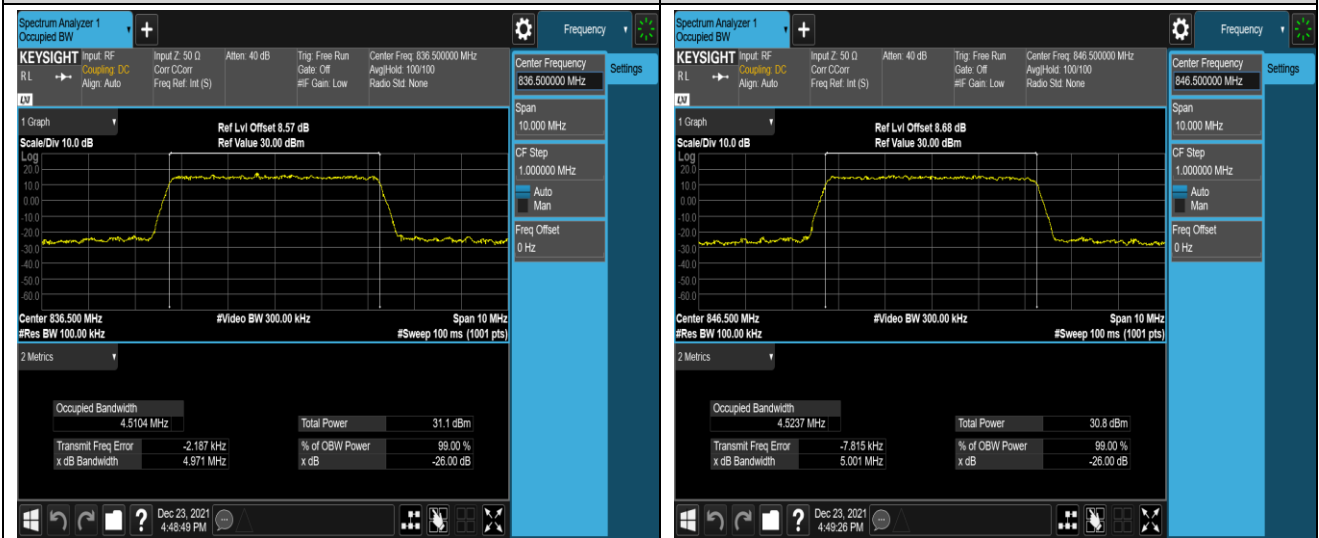 Spectrum Analyzer 1
Occupied BW
+
Frequency
KEYSIGHT
Input: RF
Input Z: 50 Ω
Atten: 40 dB
Trig: Free Run
Center Freq: 836.500000 MHz
RL
Coupling: DC
Corr CCorr
Gate: Off
Avg|Hold: 100/100
Align: Auto
Freq Ref: Int (S)
#IF Gain: Low
Radio Std: None
LXI
Center Frequency
836.500000 MHz
Settings
Span
10.000 MHz
CF Step
1.000000 MHz
Auto
Man
Freq Offset
0 Hz
1 Graph
Ref Lvl Offset 8.57 dB
Scale/Div 10.0 dB
Ref Value 30.00 dBm
Log
20.0
10.0
0.00
-10.0
-20.0
-30.0
-40.0
-50.0
-60.0
Center 836.500 MHz
#Video BW 300.00 kHz
Span 10 MHz
#Res BW 100.00 kHz
#Sweep 100 ms (1001 pts)
2 Metrics
Occupied Bandwidth
4.5104 MHz
Total Power 31.1 dBm
Transmit Freq Error -2.187 kHz
% of OBW Power 99.00 %
x dB Bandwidth 4.971 MHz
x dB -26.00 dB
?
Dec 23, 2021
4:48:49 PM
Spectrum Analyzer 1
Occupied BW
+
Frequency
KEYSIGHT
Input: RF
Input Z: 50 Ω
Atten: 40 dB
Trig: Free Run
Center Freq: 846.500000 MHz
RL
Coupling: DC
Corr CCorr
Gate: Off
Avg|Hold: 100/100
Align: Auto
Freq Ref: Int (S)
#IF Gain: Low
Radio Std: None
LXI
Center Frequency
846.500000 MHz
Settings
Span
10.000 MHz
CF Step
1.000000 MHz
Auto
Man
Freq Offset
0 Hz
1 Graph
Ref Lvl Offset 8.68 dB
Scale/Div 10.0 dB
Ref Value 30.00 dBm
Log
20.0
10.0
0.00
-10.0
-20.0
-30.0
-40.0
-50.0
-60.0
Center 846.500 MHz
#Video BW 300.00 kHz
Span 10 MHz
#Res BW 100.00 kHz
#Sweep 100 ms (1001 pts)
2 Metrics
Occupied Bandwidth
4.5237 MHz
Total Power 30.8 dBm
Transmit Freq Error -7.815 kHz
% of OBW Power 99.00 %
x dB Bandwidth 5.001 MHz
x dB -26.00 dB
?
Dec 23, 2021
4:49:26 PM